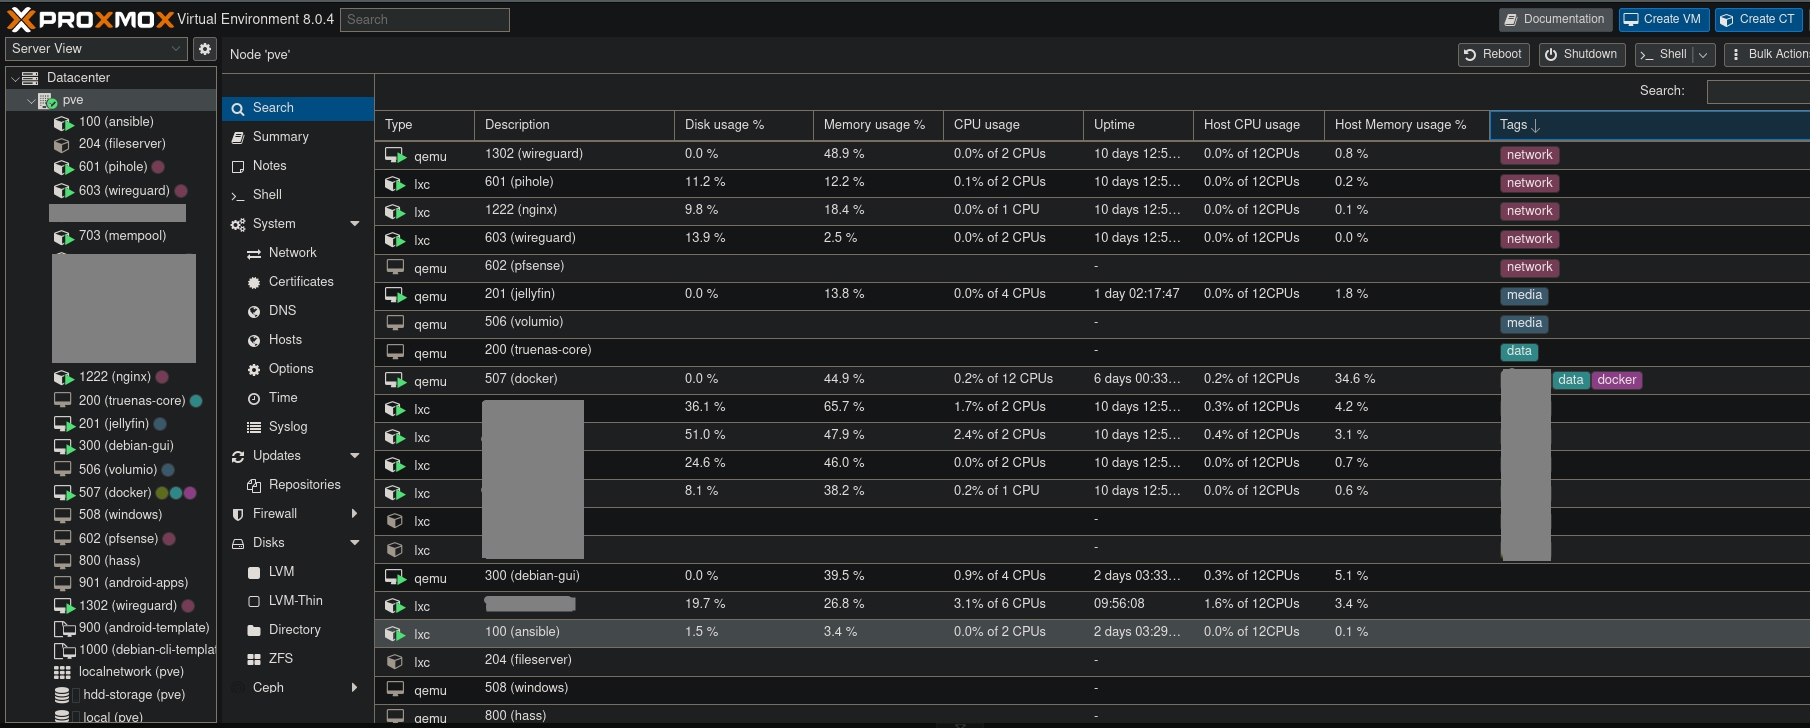 PROXMOX Virtual Environment 8.0.4 Search Documentation Create VM Create CT
Server View
Node 'pve' Reboot Shutdown Shell Bulk Action
Datacenter
pve
100 (ansible)
204 (fileserver)
601 (pihole)
603 (wireguard)
703 (mempool)
1222 (nginx)
200 (truenas-core)
201 (jellyfin)
300 (debian-gui)
506 (volumio)
507 (docker)
508 (windows)
602 (pfsense)
800 (hass)
901 (android-apps)
1302 (wireguard)
900 (android-template)
1000 (debian-cli-templa
localnetwork (pve)
hdd-storage (pve)
local (pve)
Search
Summary
Notes
Shell
System
Network
Certificates
DNS
Hosts
Options
Time
Syslog
Updates
Repositories
Firewall
Disks
LVM
LVM-Thin
Directory
ZFS
Ceph
Search:
Type Description Disk usage % Memory usage % CPU usage Uptime Host CPU usage Host Memory usage % Tags
qemu 1302 (wireguard) 0.0 % 48.9 % 0.0% of 2 CPUs 10 days 12:5... 0.0% of 12CPUs 0.8 % network
lxc 601 (pihole) 11.2 % 12.2 % 0.1% of 2 CPUs 10 days 12:5... 0.0% of 12CPUs 0.2 % network
lxc 1222 (nginx) 9.8 % 18.4 % 0.0% of 1 CPU 10 days 12:5... 0.0% of 12CPUs 0.1 % network
lxc 603 (wireguard) 13.9 % 2.5 % 0.0% of 2 CPUs 10 days 12:5... 0.0% of 12CPUs 0.0 % network
qemu 602 (pfsense) - network
qemu 201 (jellyfin) 0.0 % 13.8 % 0.0% of 4 CPUs 1 day 02:17:47 0.0% of 12CPUs 1.8 % media
qemu 506 (volumio) - media
qemu 200 (truenas-core) - data
qemu 507 (docker) 0.0 % 44.9 % 0.2% of 12 CPUs 6 days 00:33... 0.2% of 12CPUs 34.6 % data docker
lxc 36.1 % 65.7 % 1.7% of 2 CPUs 10 days 12:5... 0.3% of 12CPUs 4.2 %
lxc 51.0 % 47.9 % 2.4% of 2 CPUs 10 days 12:5... 0.4% of 12CPUs 3.1 %
lxc 24.6 % 46.0 % 0.0% of 2 CPUs 10 days 12:5... 0.0% of 12CPUs 0.7 %
lxc 8.1 % 38.2 % 0.2% of 1 CPU 10 days 12:5... 0.0% of 12CPUs 0.6 %
lxc -
lxc -
qemu 300 (debian-gui) 0.0 % 39.5 % 0.9% of 4 CPUs 2 days 03:33... 0.3% of 12CPUs 5.1 %
lxc 19.7 % 26.8 % 3.1% of 6 CPUs 09:56:08 1.6% of 12CPUs 3.4 %
lxc 100 (ansible) 1.5 % 3.4 % 0.0% of 2 CPUs 2 days 03:29... 0.0% of 12CPUs 0.1 %
lxc 204 (fileserver) -
qemu 508 (windows) -
qemu 800 (hass) -